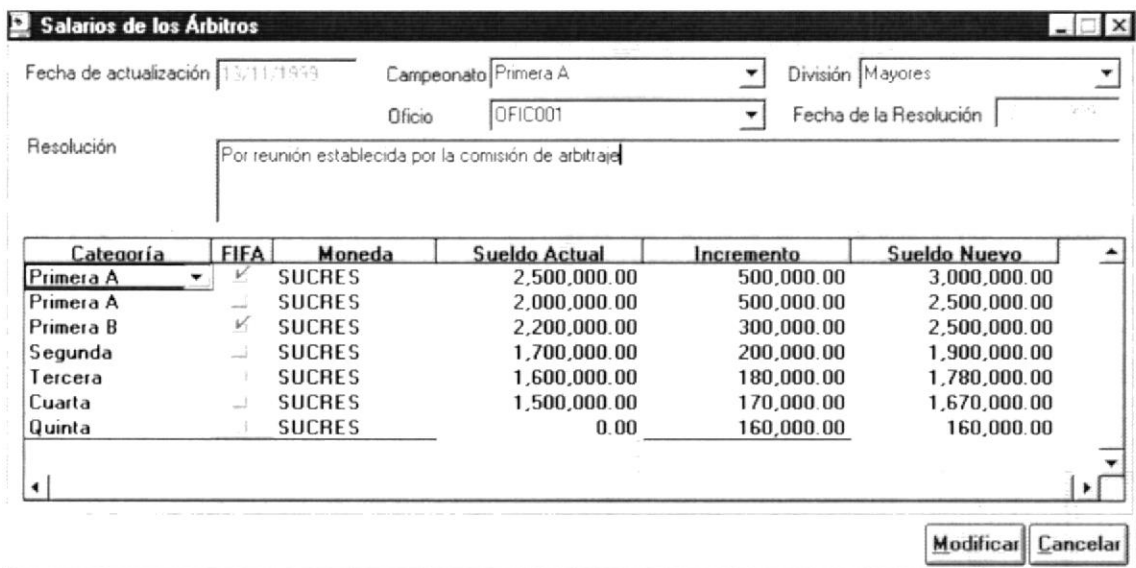 Salarios de los Árbitros
Fecha de actualización 13/11/1999 Campeonato Primera A División Mayores
Oficio OFIC001 Fecha de la Resolución
Resolución Por reunión establecida por la comisión de arbitraje
Categoría FIFA Moneda Sueldo Actual Incremento Sueldo Nuevo
Primera A SUCRES 2,500,000.00 500,000.00 3,000,000.00
Primera A SUCRES 2,000,000.00 500,000.00 2,500,000.00
Primera B SUCRES 2,200,000.00 300,000.00 2,500,000.00
Segunda SUCRES 1,700,000.00 200,000.00 1,900,000.00
Tercera SUCRES 1,600,000.00 180,000.00 1,780,000.00
Cuarta SUCRES 1,500,000.00 170,000.00 1,670,000.00
Quinta SUCRES 0.00 160,000.00 160,000.00
Modificar Cancelar